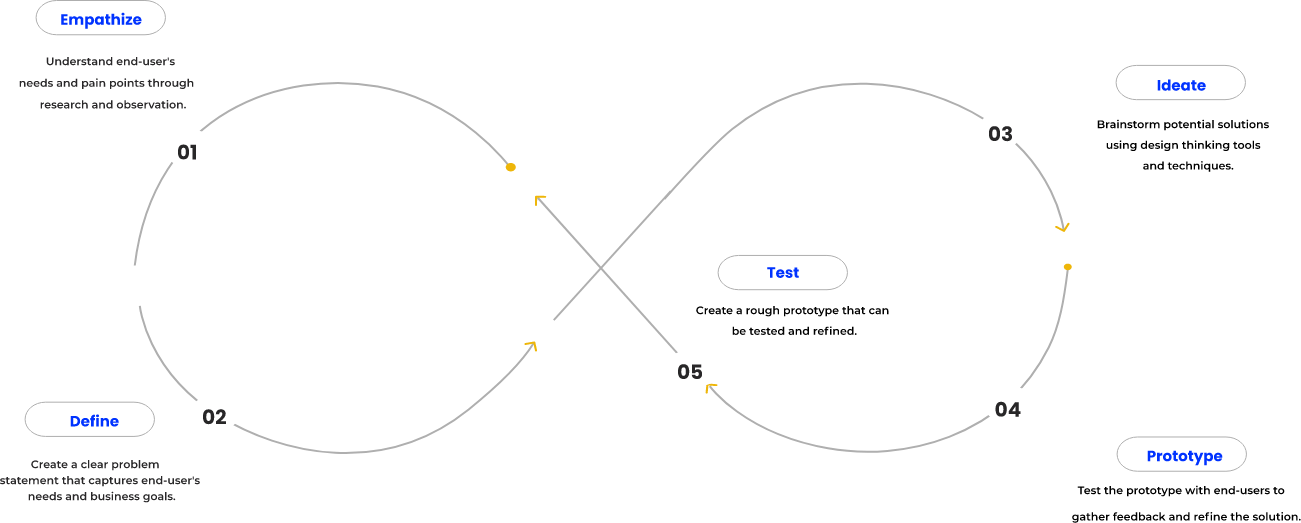 Empathize
Understand end-user's
needs and pain points through
research and observation.
01
Define
Create a clear problem
statement that captures end-user's
needs and business goals.
02
Ideate
Brainstorm potential solutions
using design thinking tools
and techniques.
03
Prototype
Test the prototype with end-users to
gather feedback and refine the solution.
04
Test
Create a rough prototype that can
be tested and refined.
05